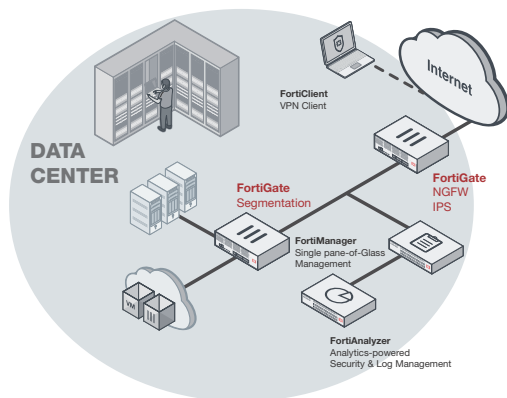 Internet
FortiClient
VPN Client
DATA
CENTER
FortiGate
NGFW
IPS
FortiGate
Segmentation
FortiManager
Single pane-of-Glass
Management
VM
FortiAnalyzer
Analytics-powered
Security & Log Management